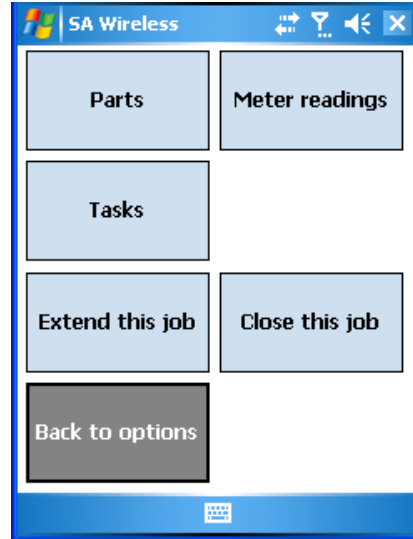 SA Wireless
Parts
Meter readings
Tasks
Extend this job
Close this job
Back to options